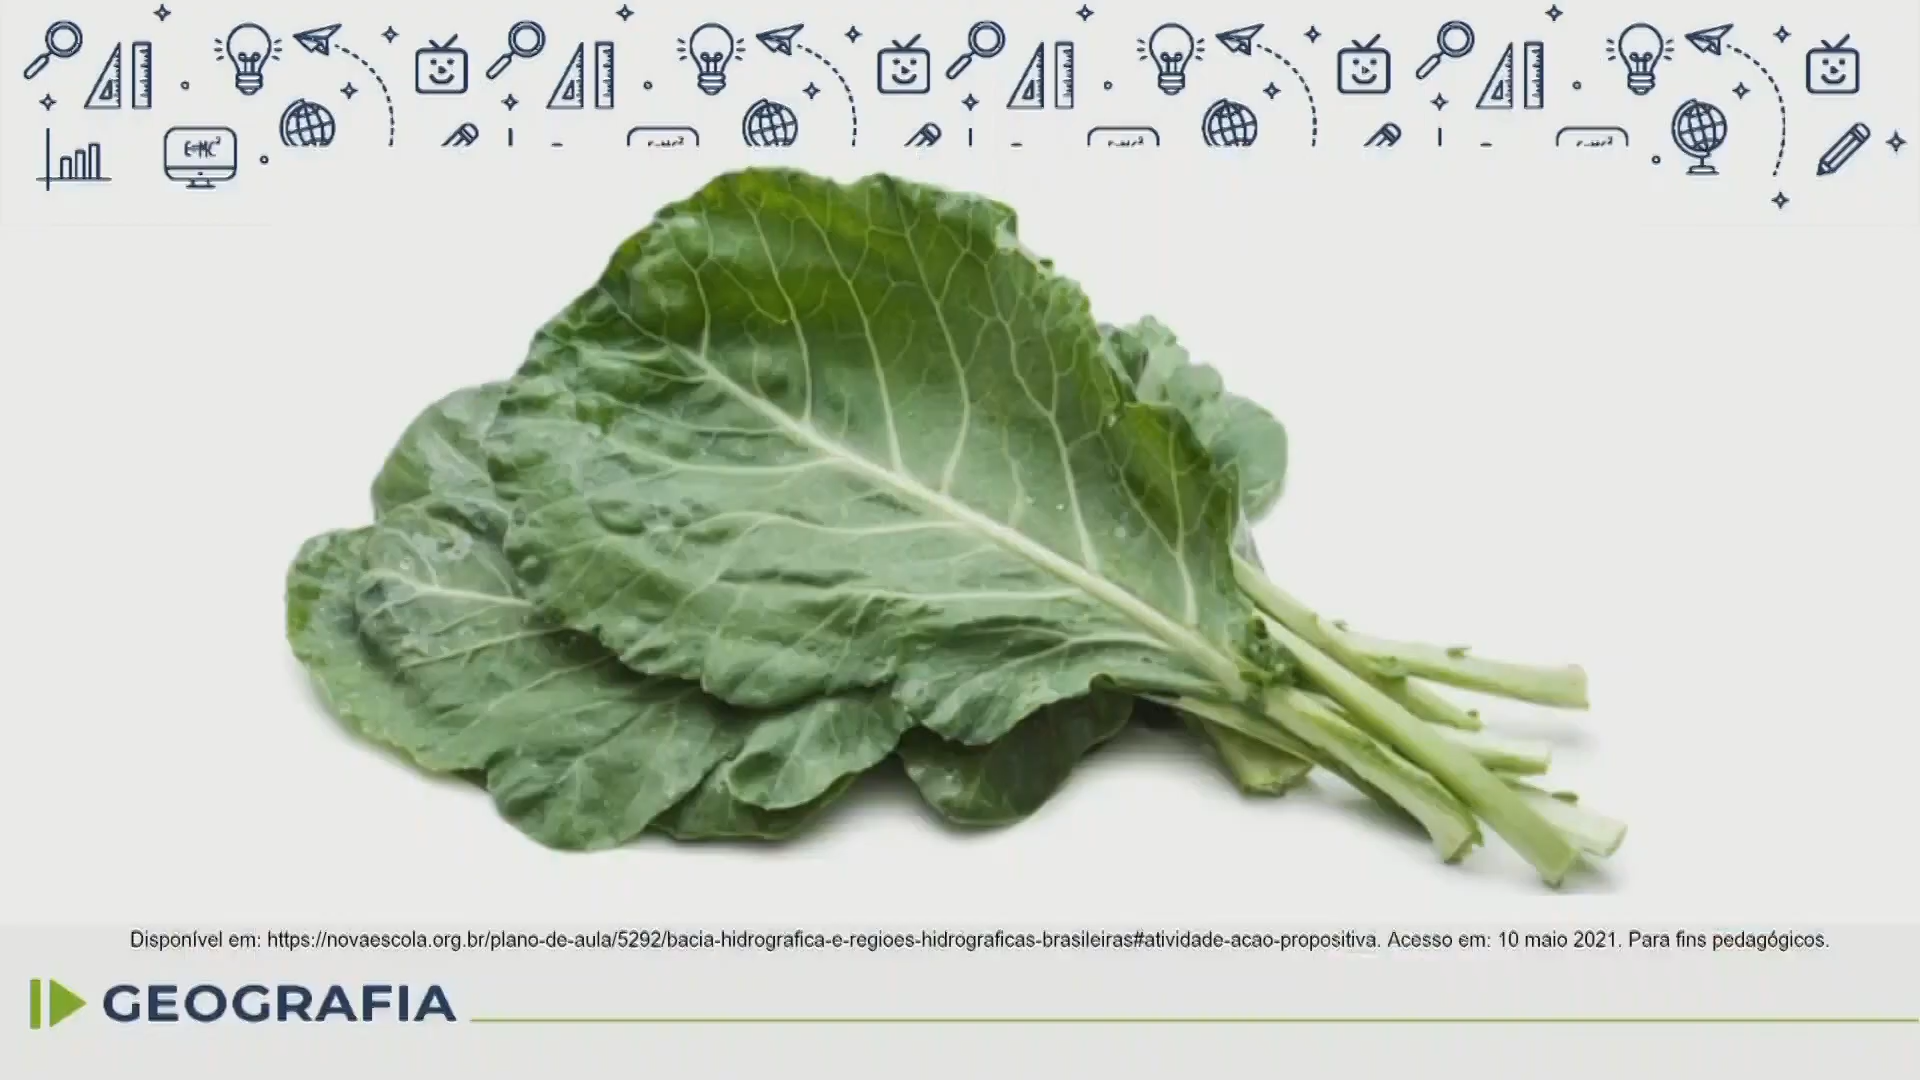 E=MC²
Disponível em: https://novaescola.org.br/plano-de-aula/5292/bacia-hidrografica-e-regioes-hidrograficas-brasileiras#atividade-acao-propositiva. Acesso em: 10 maio 2021. Para fins pedagógicos.
GEOGRAFIA